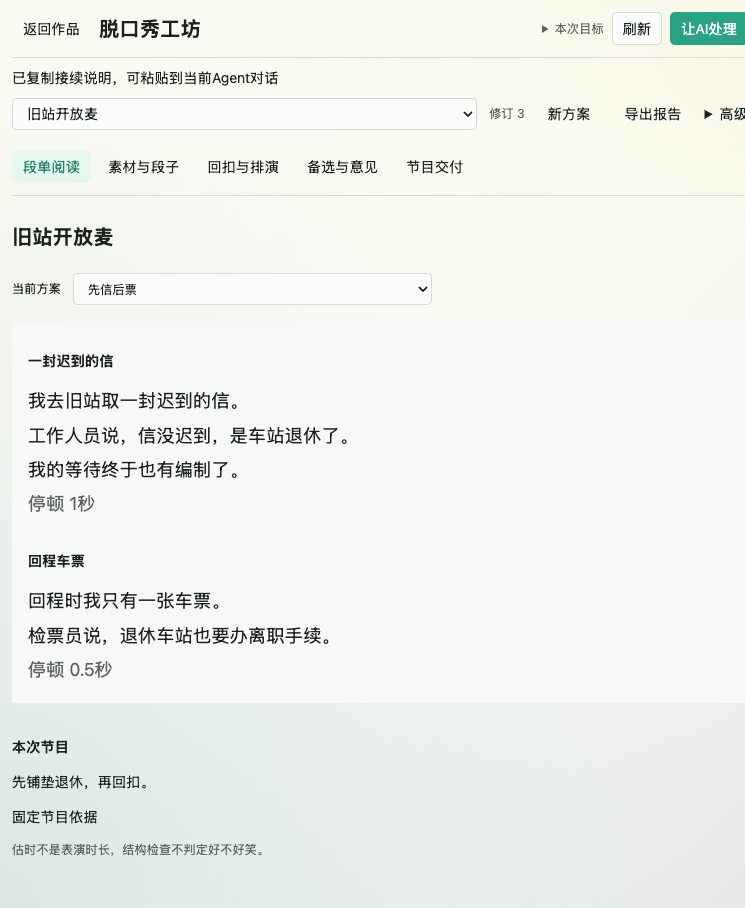 返回作品 脱口秀工坊 ▶ 本次目标 刷新 让AI处理
已复制接续说明，可粘贴到当前Agent对话
旧站开放麦 修订 3 新方案 导出报告 ▶ 高级
段单阅读 素材与段子 回扣与排演 备选与意见 节目交付
旧站开放麦
当前方案 先信后票
一封迟到的信
我去旧站取一封迟到的信。
工作人员说，信没迟到，是车站退休了。
我的等待终于也有编制了。
停顿 1秒
回程车票
回程时我只有一张车票。
检票员说，退休车站也要办离职手续。
停顿 0.5秒
本次节目
先铺垫退休，再回扣。
固定节目依据
估时不是表演时长，结构检查不判定好不好笑。